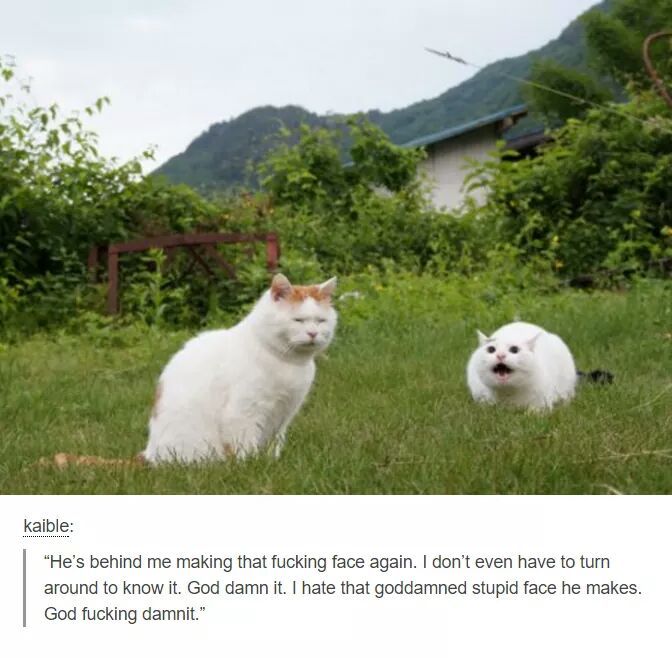 kaible:
“He’s behind me making that fucking face again. I don’t even have to turn
around to know it. God damn it. I hate that goddamned stupid face he makes.
God fucking damnit.”